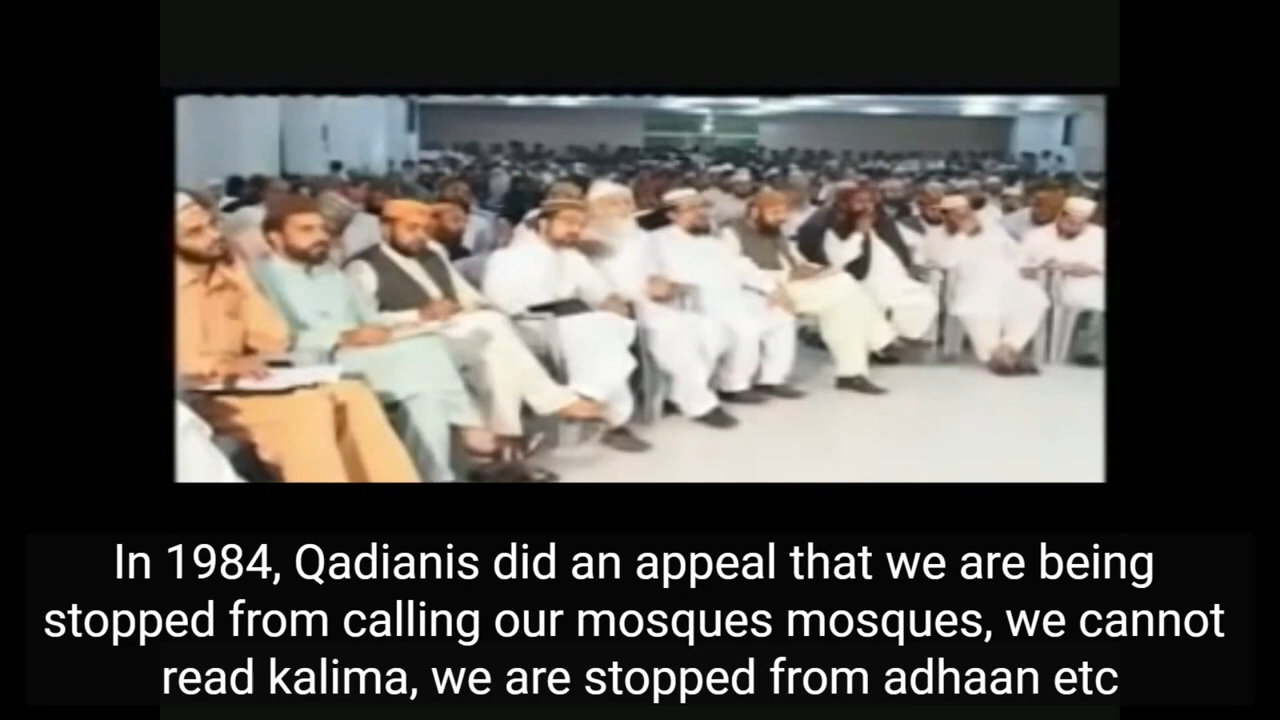 In 1984, Qadianis did an appeal that we are being
stopped from calling our mosques mosques, we cannot
read kalima, we are stopped from adhaan etc